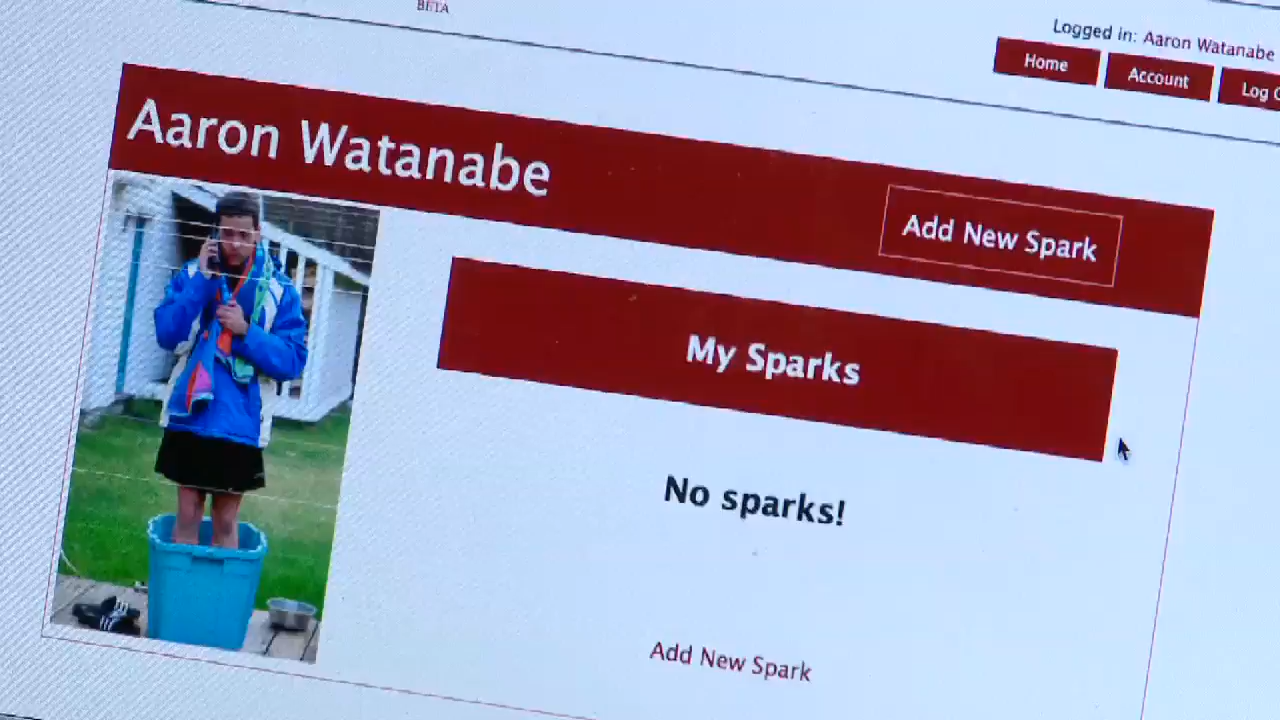 BETA
Logged in: Aaron Watanabe
Home
Account
Log
Aaron Watanabe
Add New Spark
My Sparks
No sparks!
Add New Spark